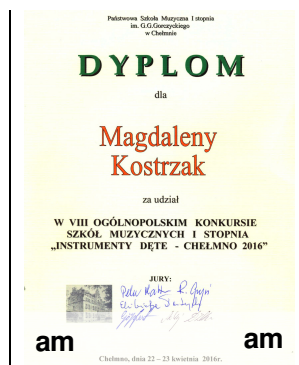 Państwowa Szkoła Muzyczna I stopnia
im. G.G.Gorczyckiego
w Chełmnie
DYPLOM
dla
Magdaleny
Kostrzak
za udział
W VIII OGÓLNOPOLSKIM KONKURSIE
SZKÓŁ MUZYCZNYCH I STOPNIA
„INSTRUMENTY DĘTE - CHEŁMNO 2016”
JURY:
am
am
Chełmno, dnia 22 – 23 kwietnia 2016r.